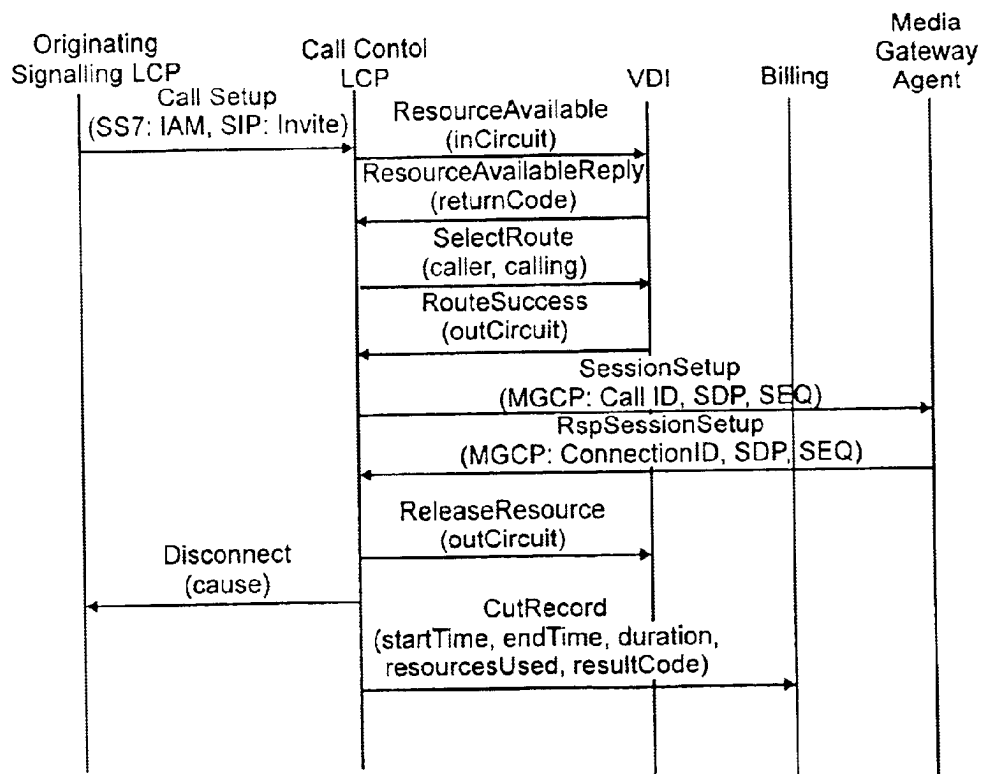 Originating
Signalling LCP
Call Contol
LCP
VDI
Billing
Media
Gateway
Agent
Call Setup
(SS7: IAM, SIP: Invite)
ResourceAvailable
(inCircuit)
ResourceAvailableReply
(returnCode)
SelectRoute
(caller, calling)
RouteSuccess
(outCircuit)
SessionSetup
(MGCP: Call ID, SDP, SEQ)
RspSessionSetup
(MGCP: ConnectionID, SDP, SEQ)
ReleaseResource
(outCircuit)
Disconnect
(cause)
CutRecord
(startTime, endTime, duration,
resourcesUsed, resultCode)